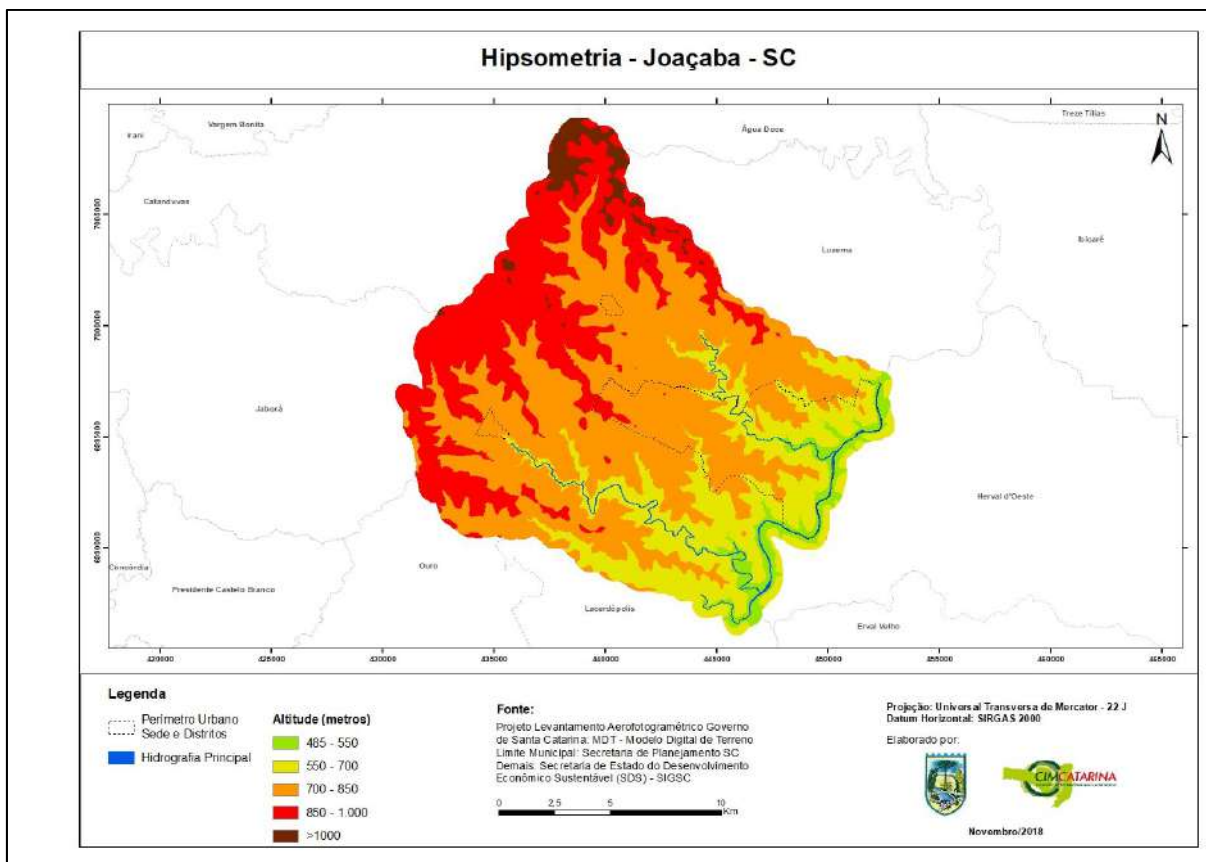 Hipsometria - Joaçaba - SC
N
Irani
Vargem Bonita
Água Doce
Treze Tílias
Catanduvas
Luzerna
Ibicaré
Jaborá
Herval d'Oeste
Concórdia
Presidente Castelo Branco
Ouro
Lacerdópolis
Erval Velho
7005000
7000000
420000
425000
430000
435000
440000
445000
450000
455000
460000
465000
Legenda
Perímetro Urbano
Sede e Distritos
Hidrografia Principal
Altitude (metros)
485 - 550
550 - 700
700 - 850
850 - 1.000
>1000
Fonte:
Projeto Levantamento Aerofotogramétrico Governo
de Santa Catarina: MDT - Modelo Digital de Terreno
Limite Municipal: Secretaria de Planejamento SC
Demais: Secretaria de Estado do Desenvolvimento
Econômico Sustentável (SDS) - SIGSC
0 2,5 5 10
Km
Projeção: Universal Transversa de Mercator - 22 J
Datum Horizontal: SIRGAS 2000
Elaborado por:
CIMCATARINA
Novembro/2018